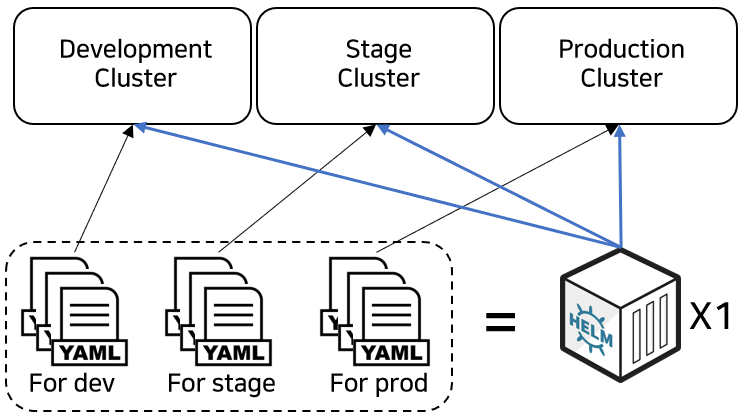 Development
Cluster
Stage
Cluster
Production
Cluster
YAML
For dev
YAML
For stage
YAML
For prod
=
HELM
X1